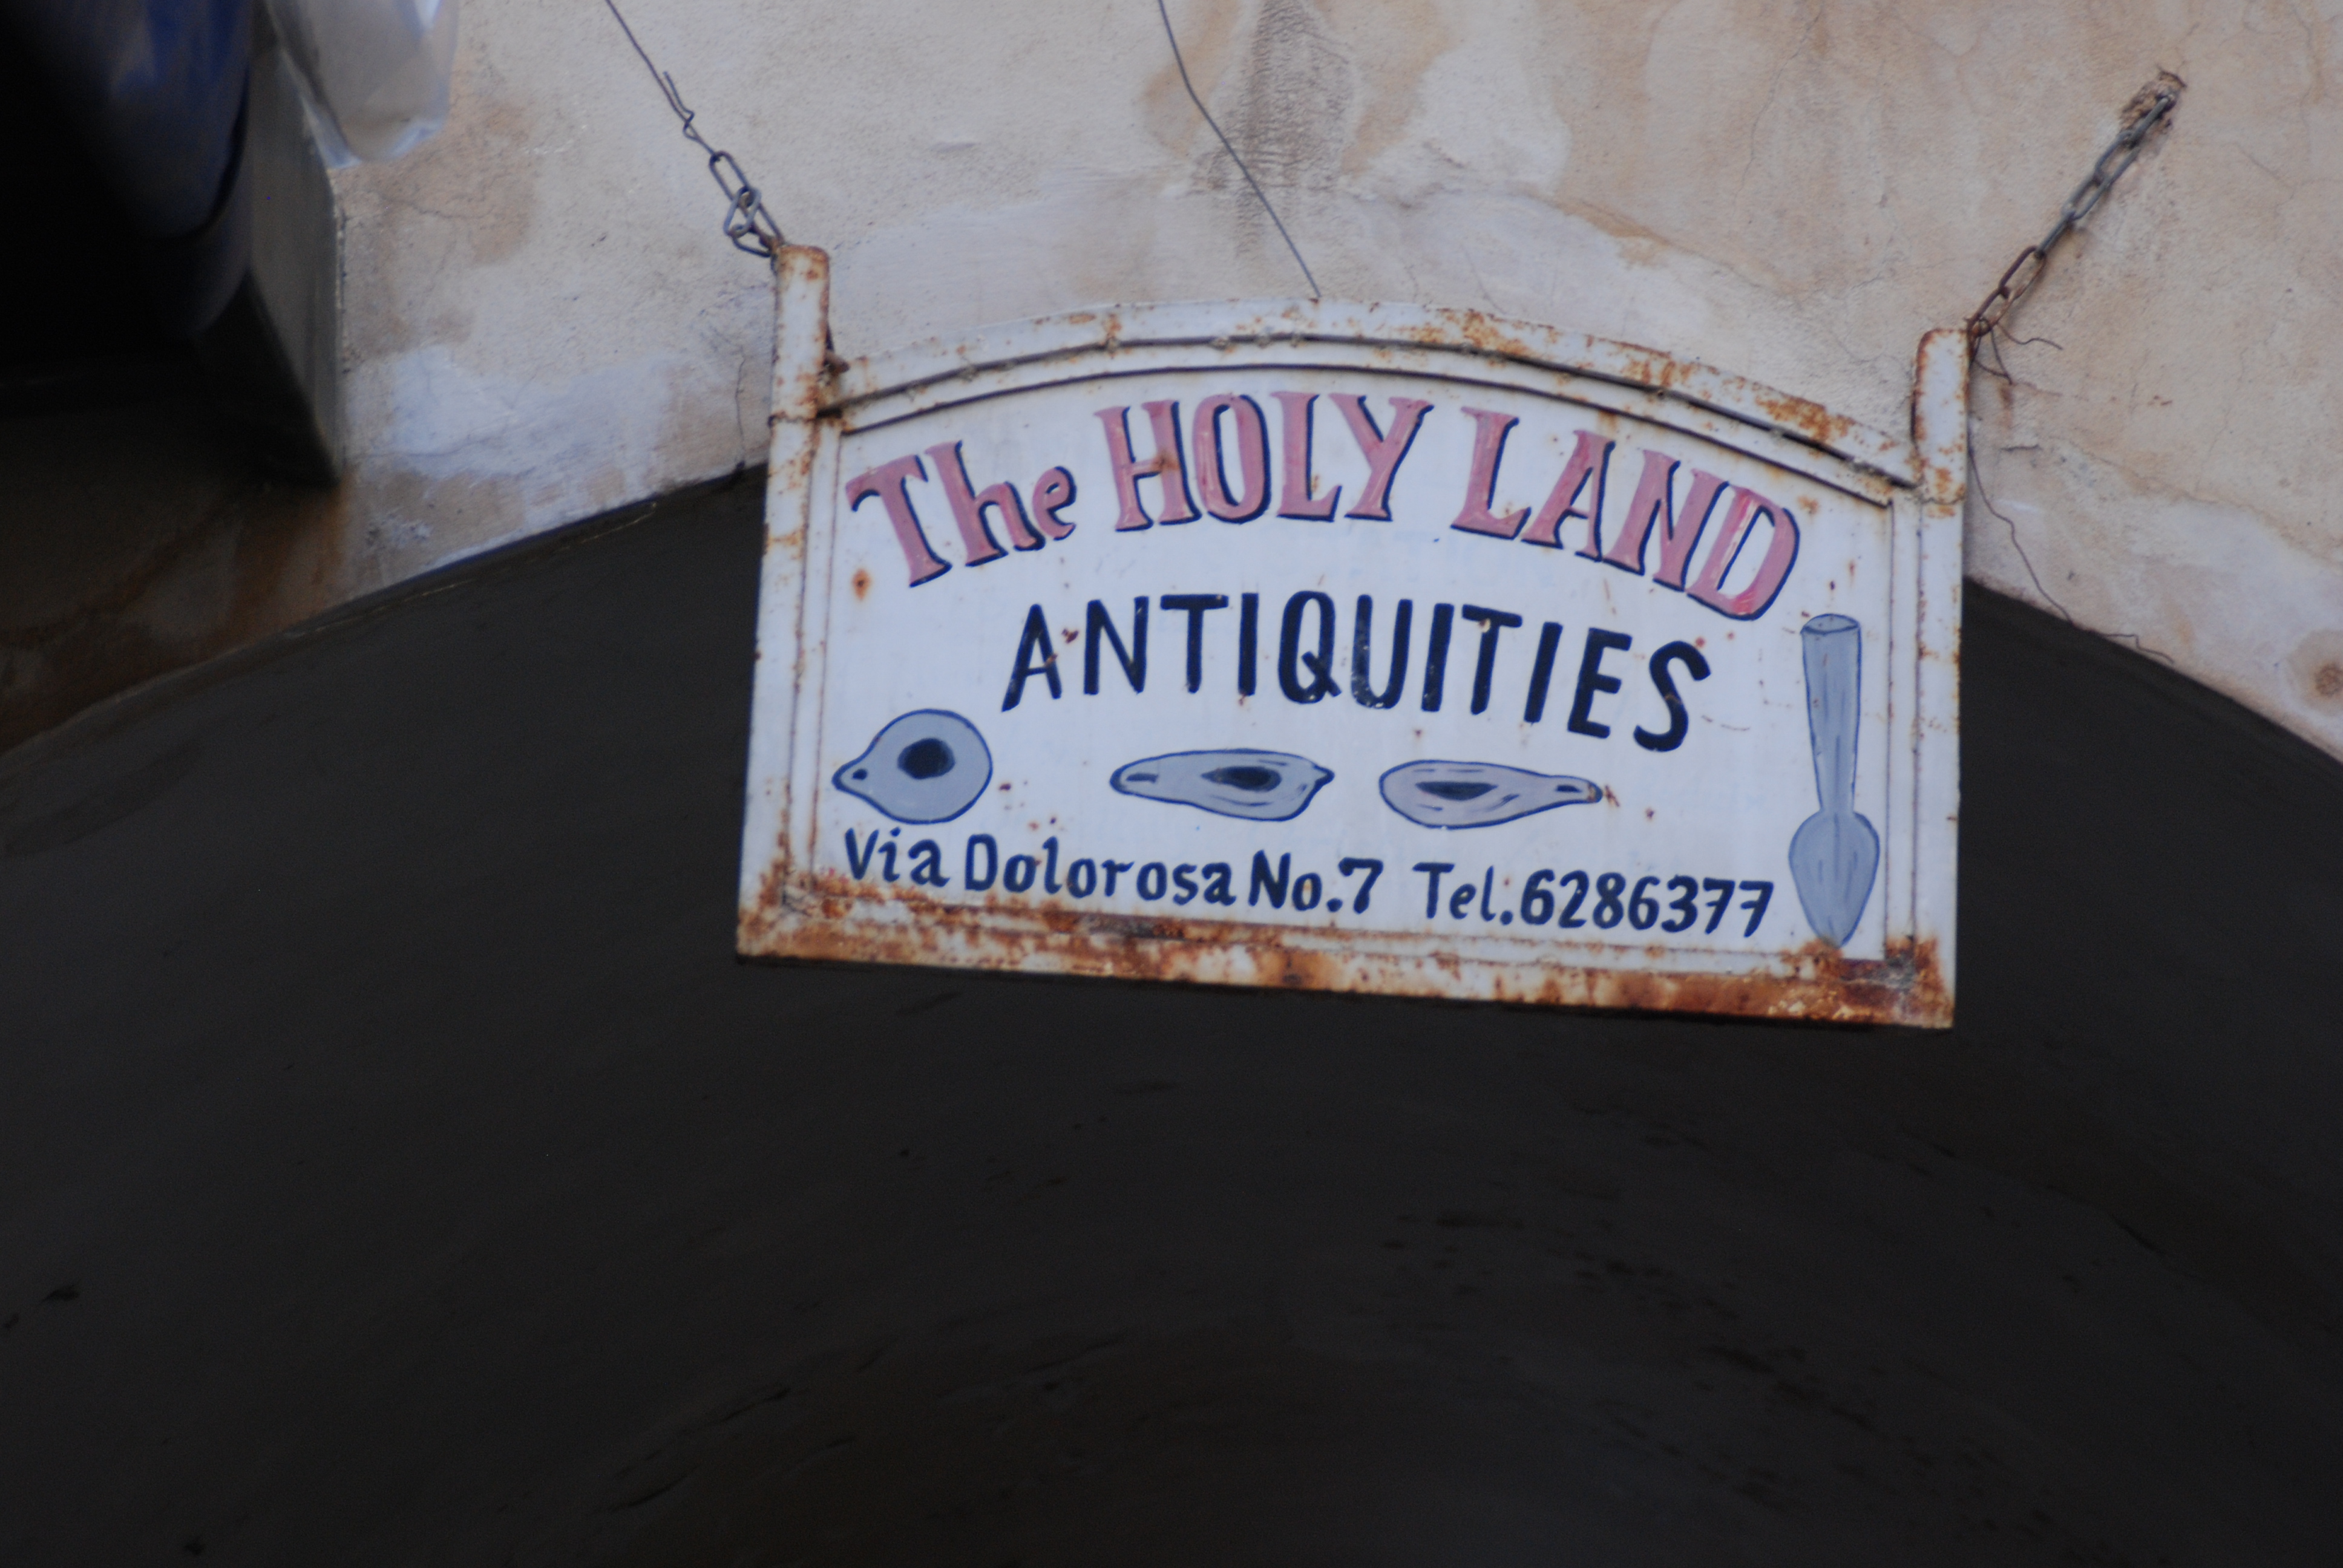 The HOLY LAND
ANTIQUITIES
Via Dolorosa No.7 Tel.6286377